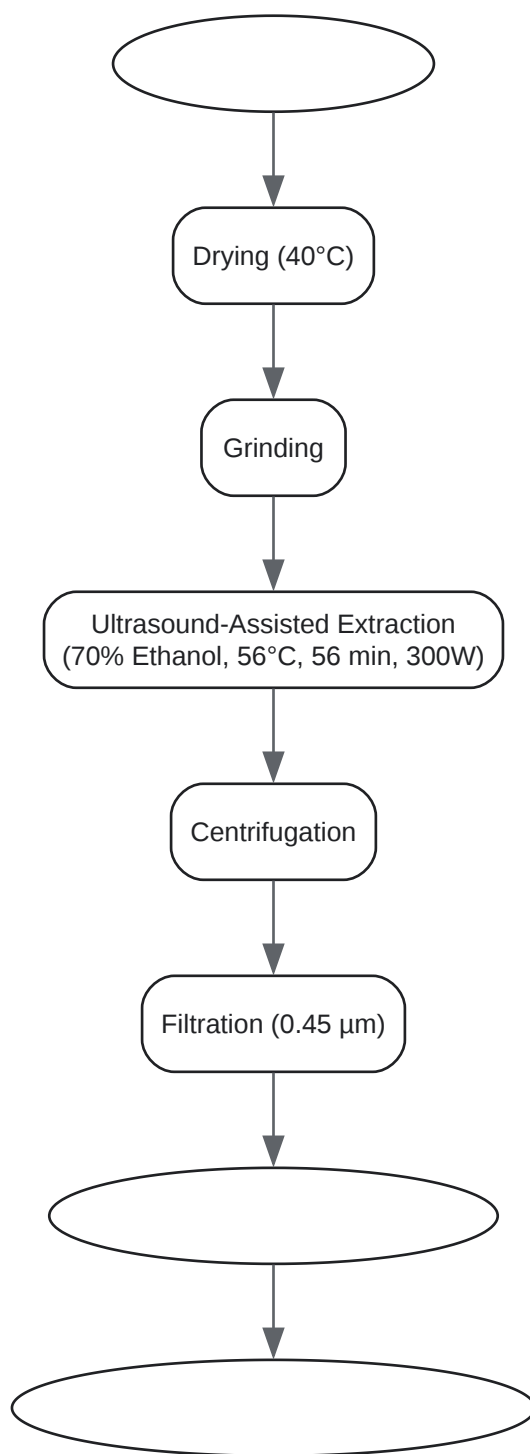 Drying (40°C)
Grinding
Ultrasound-Assisted Extraction
(70% Ethanol, 56°C, 56 min, 300W)
Centrifugation
Filtration (0.45 µm)